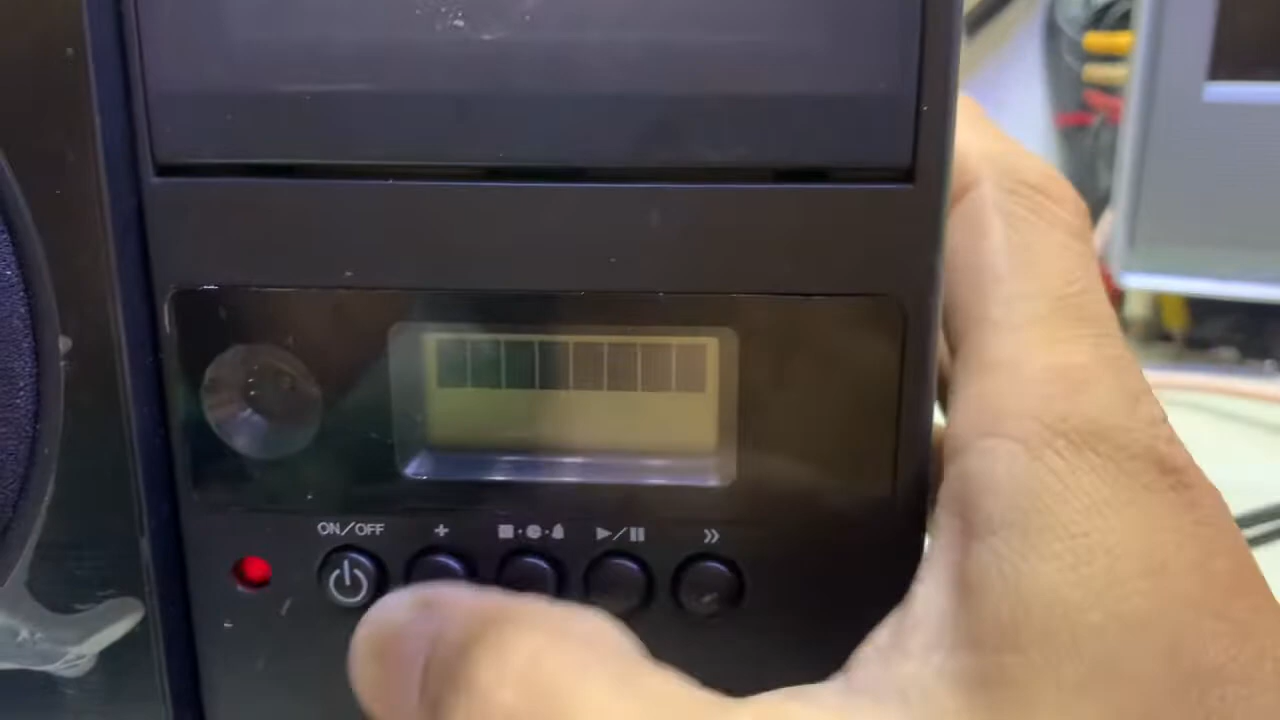 ON/OFF + ■·🕒·🔔 ▶/❚❚ »